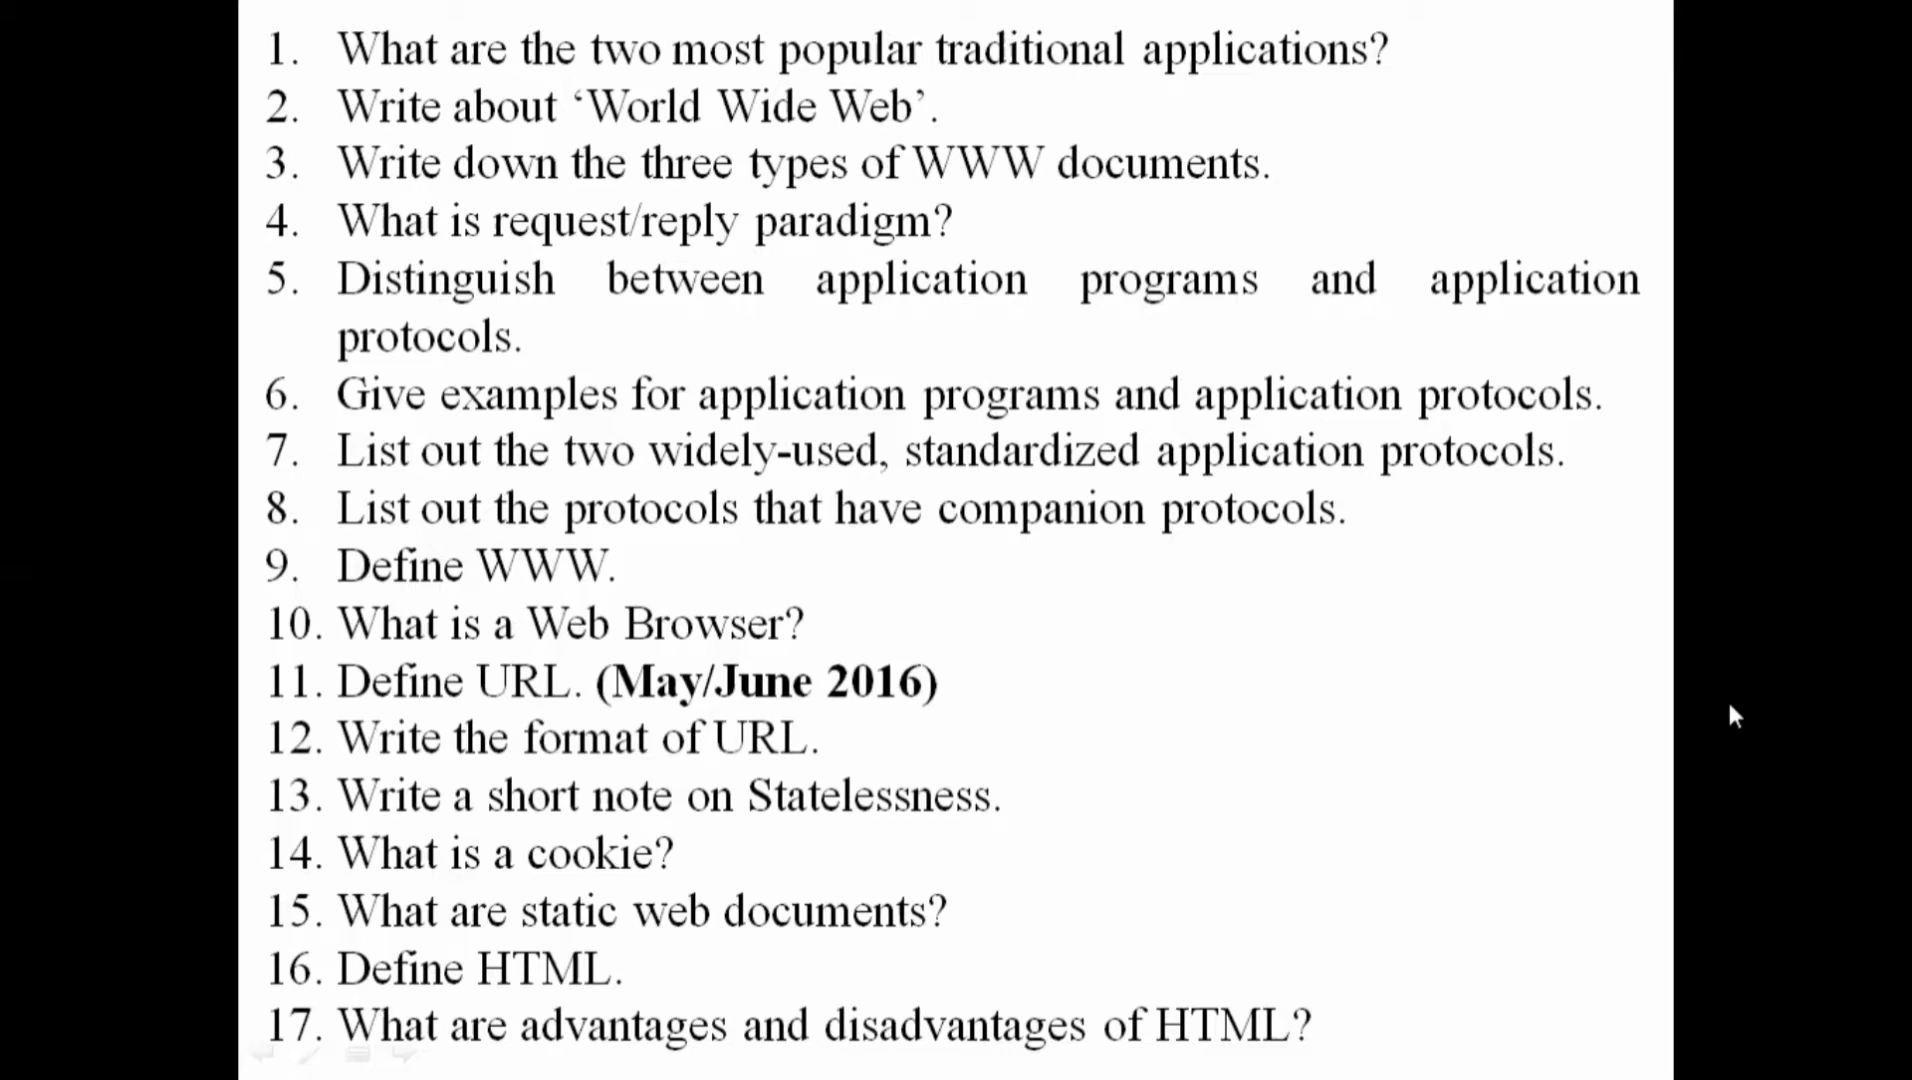 1. What are the two most popular traditional applications?
2. Write about ‘World Wide Web’.
3. Write down the three types of WWW documents.
4. What is request/reply paradigm?
5. Distinguish between application programs and application
protocols.
6. Give examples for application programs and application protocols.
7. List out the two widely-used, standardized application protocols.
8. List out the protocols that have companion protocols.
9. Define WWW.
10. What is a Web Browser?
11. Define URL. (May/June 2016)
12. Write the format of URL.
13. Write a short note on Statelessness.
14. What is a cookie?
15. What are static web documents?
16. Define HTML.
17. What are advantages and disadvantages of HTML?